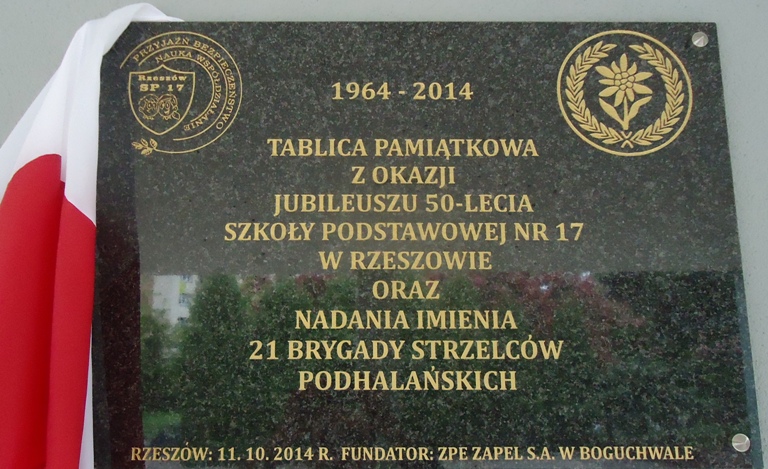 PRZYJAŹŃ BEZPIECZEŃSTWO
NAUKA WSPÓŁDZIAŁANIE
Rzeszów
SP 17
1964 - 2014
TABLICA PAMIĄTKOWA
Z OKAZJI
JUBILEUSZU 50-LECIA
SZKOŁY PODSTAWOWEJ NR 17
W RZESZOWIE
ORAZ
NADANIA IMIENIA
21 BRYGADY STRZELCÓW
PODHALAŃSKICH
RZESZÓW: 11. 10. 2014 R. FUNDATOR: ZPE ZAPEL S.A. W BOGUCHWALE